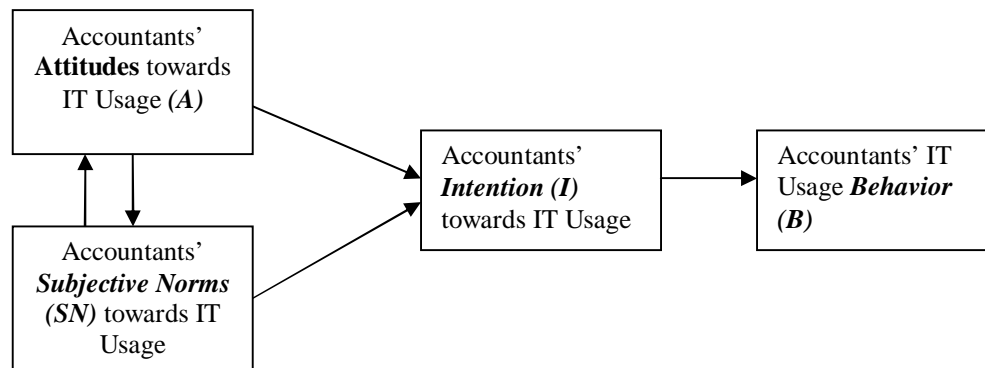 Accountants’
Attitudes towards
IT Usage (A)
Accountants’
Subjective Norms
(SN) towards IT
Usage
Accountants’
Intention (I)
towards IT Usage
Accountants’ IT
Usage Behavior
(B)